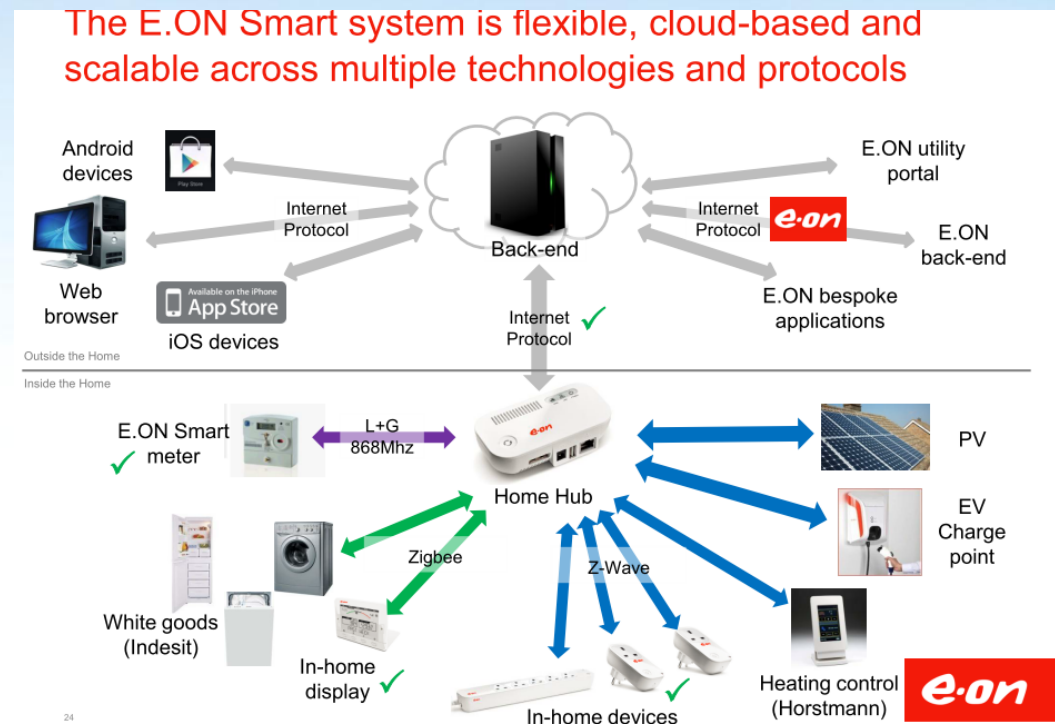 The E.ON Smart system is flexible, cloud-based and
scalable across multiple technologies and protocols
Android
devices
Play Store
Internet
Protocol
Web
browser
Available on the iPhone
App Store
iOS devices
Back-end
Internet
Protocol
e·on
E.ON utility
portal
E.ON
back-end
E.ON bespoke
applications
Internet
Protocol
Outside the Home
Inside the Home
E.ON Smart
meter
L+G
868Mhz
e·on
Home Hub
PV
EV
Charge
point
Zigbee
Z-Wave
White goods
(Indesit)
In-home
display
In-home devices
Heating control
(Horstmann)
e·on
24